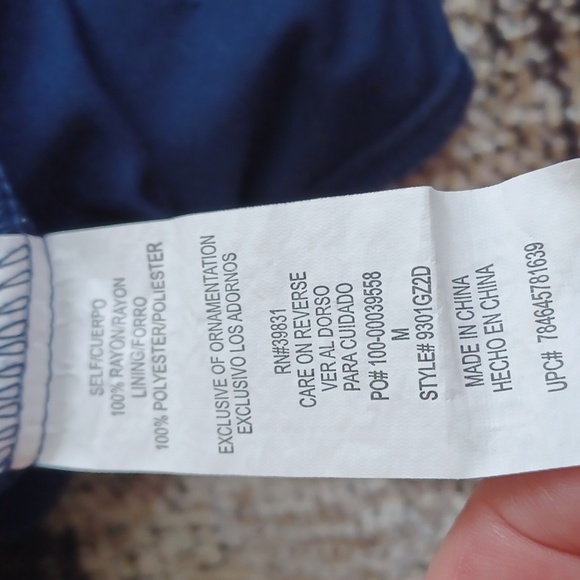 SELF/CUERPO
100% RAYON/RAYON
LINING/FORRO
100% POLYESTER/POLIESTER
EXCLUSIVE OF ORNAMENTATION
EXCLUSIVO LOS ADORNOS
RN#39831
CARE ON REVERSE
VER AL DORSO
PARA CUIDADO
PO# 100-00039558
M
STYLE# 9301GZ2D
MADE IN CHINA
HECHO EN CHINA
UPC# 784645781639